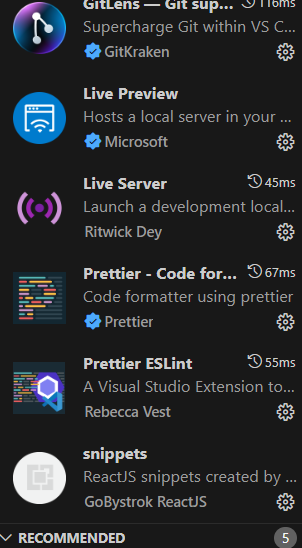 GitLens — Git sup... 116ms
Supercharge Git within VS C...
GitKraken
Live Preview
Hosts a local server in your ...
Microsoft
Live Server 45ms
Launch a development local...
Ritwick Dey
Prettier - Code for... 67ms
Code formatter using prettier
Prettier
Prettier ESLint 55ms
A Visual Studio Extension to...
Rebecca Vest
snippets
ReactJS snippets created by ...
GoBystrok ReactJS
RECOMMENDED 5